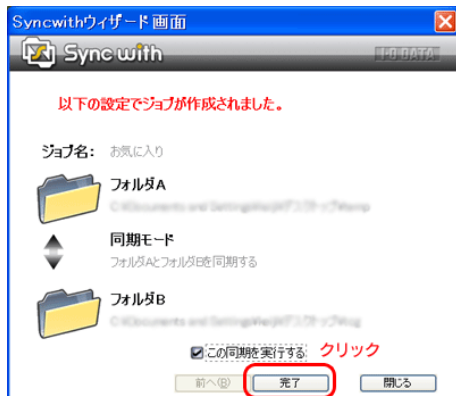 Syncwithウィザード画面
Sync with
I-O DATA
以下の設定でジョブが作成されました。
ジョブ名： お気に入り
フォルダA
同期モード
フォルダAとフォルダBを同期する
フォルダB
この同期を実行する クリック
前へ(B) 完了 閉じる